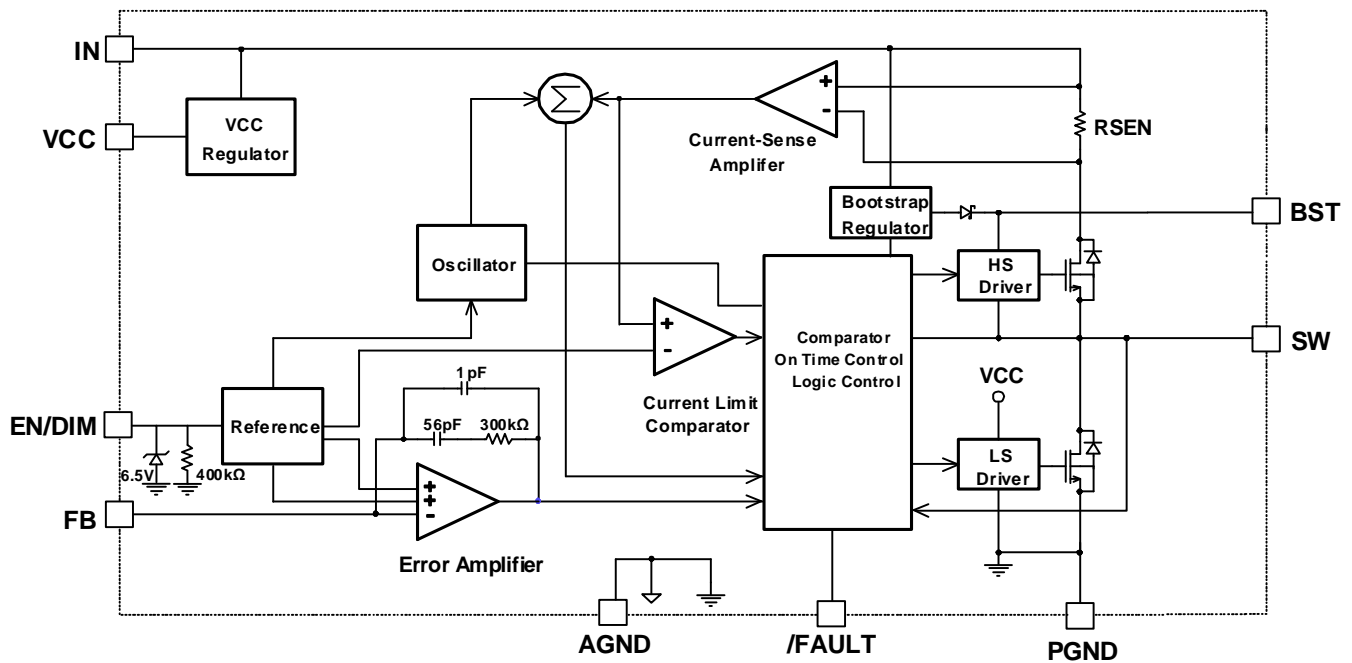 IN
VCC
VCC
Regulator
Σ
+
-
Current-Sense
Amplifer
RSEN
Bootstrap
Regulator
BST
Oscillator
HS
Driver
+
-
Comparator
On Time Control
Logic Control
SW
1pF
VCC
EN/DIM
Reference
56pF
300kΩ
Current Limit
Comparator
6.5V
400kΩ
LS
Driver
+
+
-
FB
Error Amplifier
AGND
/FAULT
PGND